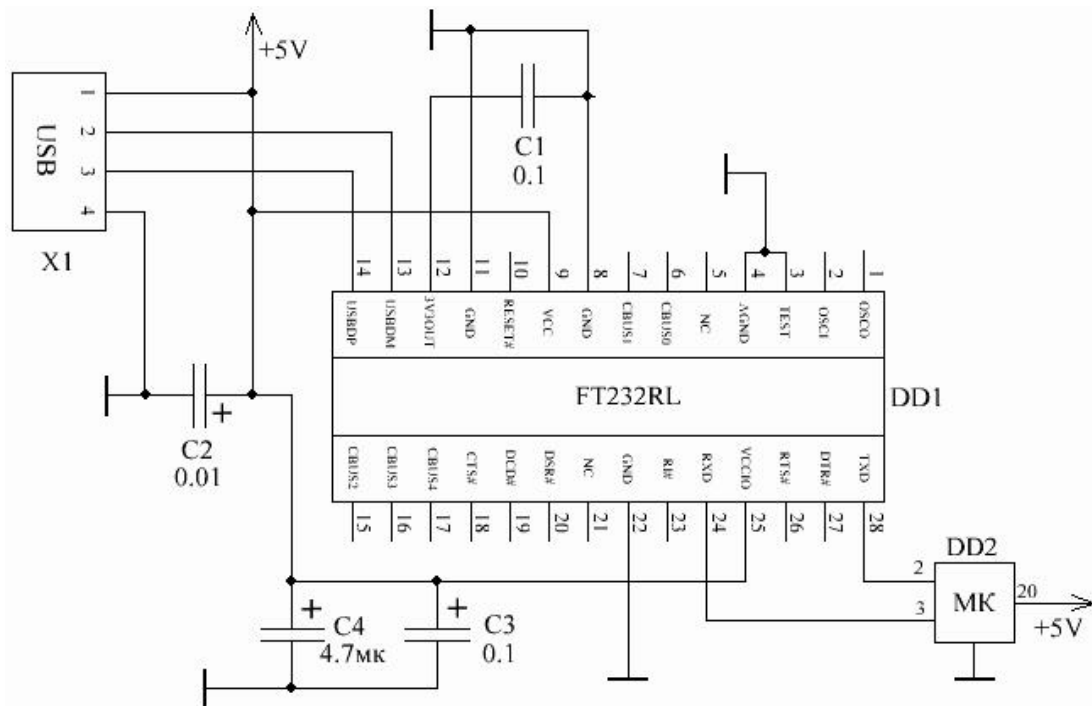 +5V
USB
1
2
3
4
X1
C1
0.1
14
13
12
11
10
9
8
7
6
5
4
3
2
1
USBDP
USBDM
3V3OUT
GND
RESET#
VCC
GND
CBUS1
CBUS0
NC
AGND
TEST
OSCI
OSCO
FT232RL
DD1
+
C2
0.01
CBUS2
CBUS3
CBUS4
CTS#
DCD#
DSR#
NC
GND
RI#
RXD
VCCIO
RTS#
DTR#
TXD
15
16
17
18
19
20
21
22
23
24
25
26
27
28
DD2
2
3
МК
20
+5V
+
C4
4.7мк
+
C3
0.1